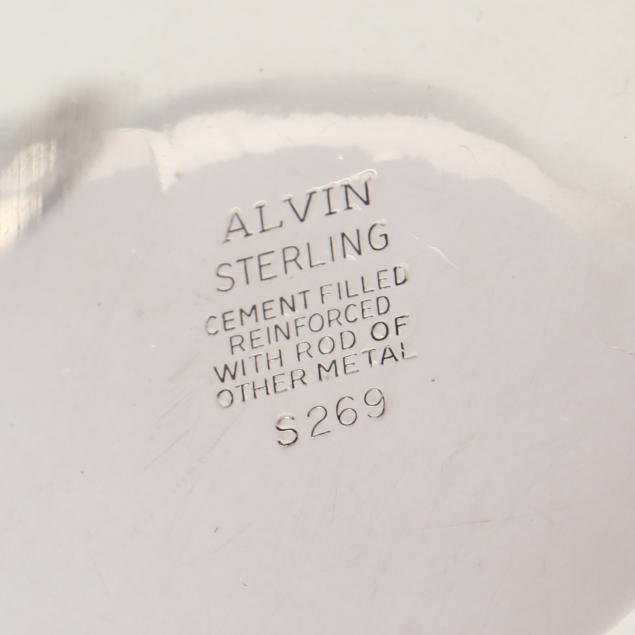 ALVIN
STERLING
CEMENT FILLED
REINFORCED
WITH ROD OF
OTHER METAL
S269